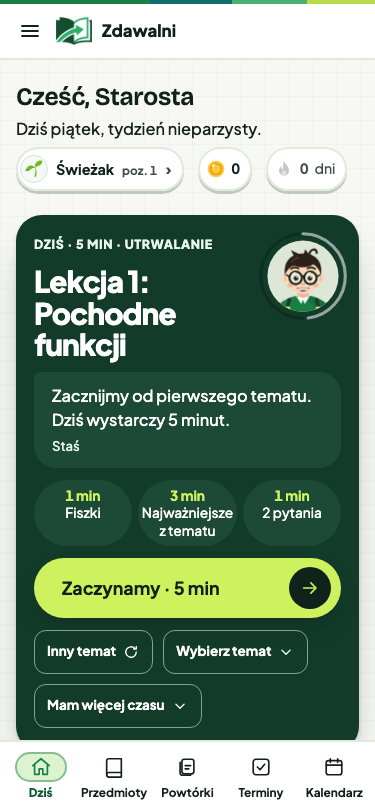 Zdawalni
Cześć, Starosta
Dziś piątek, tydzień nieparzysty.
Świeżak poz. 1 ›
0
0 dni
DZIŚ · 5 MIN · UTRWALANIE
Lekcja 1:
Pochodne
funkcji
Zacznijmy od pierwszego tematu.
Dziś wystarczy 5 minut.
Staś
1 min
Fiszki
3 min
Najważniejsze
z tematu
1 min
2 pytania
Zaczynamy · 5 min
Inny temat
Wybierz temat
Mam więcej czasu
Dziś
Przedmioty
Powtórki
Terminy
Kalendarz